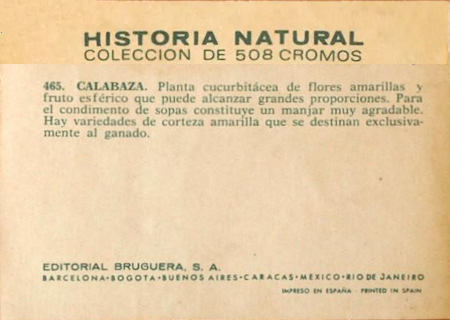 HISTORIA NATURAL
COLECCION DE 508 CROMOS
465. CALABAZA. Planta cucurbitácea de flores amarillas y
fruto esférico que puede alcanzar grandes proporciones. Para
el condimento de sopas constituye un manjar muy agradable.
Hay variedades de corteza amarilla que se destinan exclusiva-
mente al ganado.
EDITORIAL BRUGUERA, S. A.
BARCELONA-BOGOTA-BUENOS AIRES-CARACAS-MEXICO-RIO DE JANEIRO
IMPRESO EN ESPAÑA - PRINTED IN SPAIN